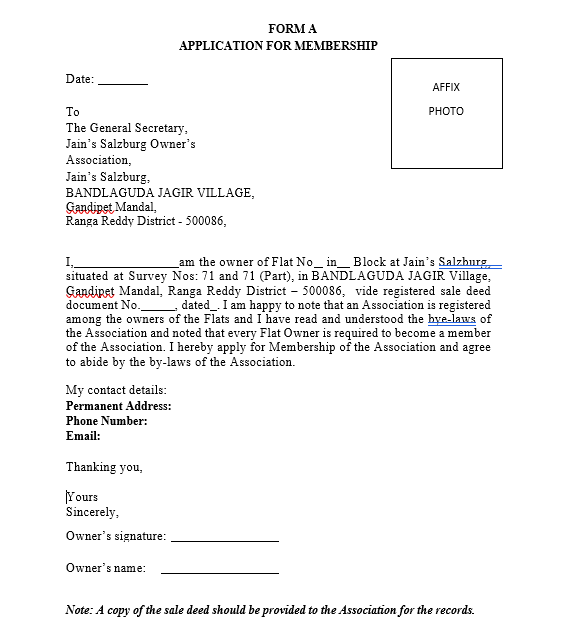 FORM A
APPLICATION FOR MEMBERSHIP
Date: ________
AFFIX
PHOTO
To
The General Secretary,
Jain's Salzburg Owner's
Association,
Jain's Salzburg,
BANDLAGUDA JAGIR VILLAGE,
Gandipet Mandal,
Ranga Reddy District - 500086,
I,_________________am the owner of Flat No_ in__ Block at Jain's Salzburg,
situated at Survey Nos: 71 and 71 (Part), in BANDLAGUDA JAGIR Village,
Gandipet Mandal, Ranga Reddy District – 500086, vide registered sale deed
document No.______, dated_. I am happy to note that an Association is registered
among the owners of the Flats and I have read and understood the bye-laws of
the Association and noted that every Flat Owner is required to become a member
of the Association. I hereby apply for Membership of the Association and agree
to abide by the by-laws of the Association.
My contact details:
Permanent Address:
Phone Number:
Email:
Thanking you,
Yours
Sincerely,
Owner's signature: __________________
Owner's name: ____________________
Note: A copy of the sale deed should be provided to the Association for the records.